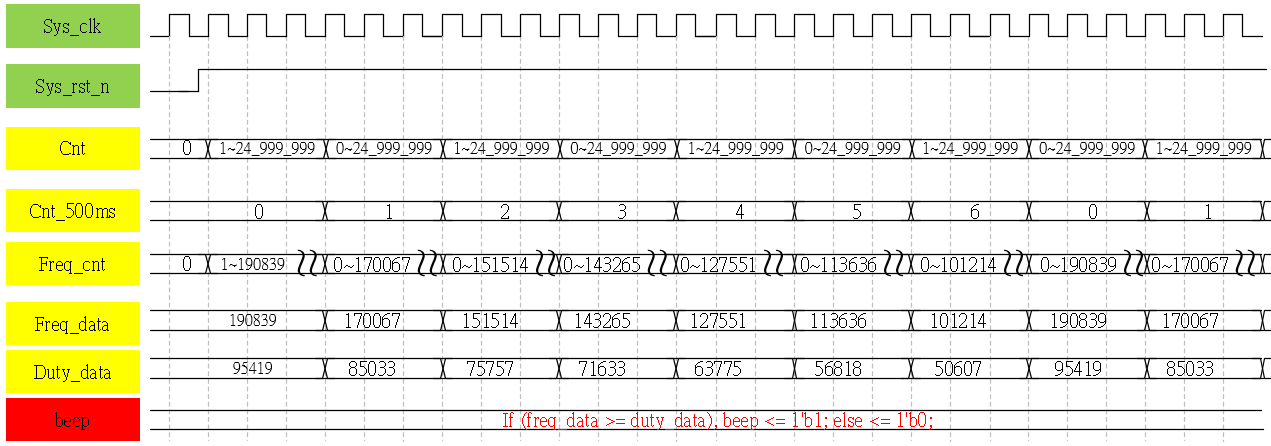 Sys_clk
Sys_rst_n
Cnt 0 1~24_999_999 0~24_999_999 1~24_999_999 0~24_999_999 1~24_999_999 0~24_999_999 1~24_999_999 0~24_999_999 1~24_999_999
Cnt_500ms 0 1 2 3 4 5 6 0 1
Freq_cnt 0 1~190839 0~170067 0~151514 0~143265 0~127551 0~113636 0~101214 0~190839 0~170067
Freq_data 190839 170067 151514 143265 127551 113636 101214 190839 170067
Duty_data 95419 85033 75757 71633 63775 56818 50607 95419 85033
beep If (freq_data >= duty_data), beep <= 1'b1; else <= 1'b0;